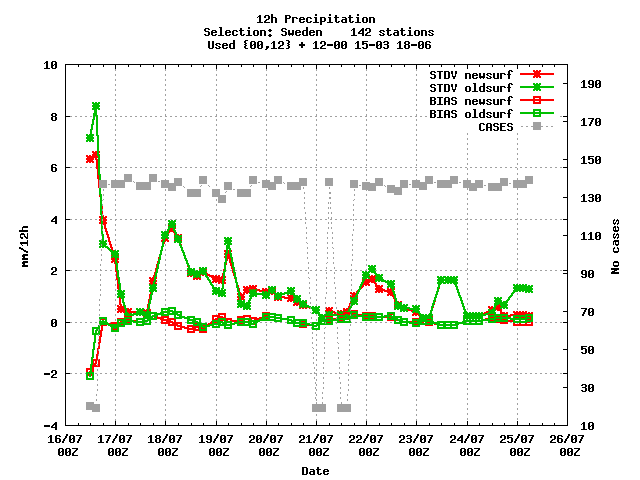 12h Precipitation
Selection: Sweden 142 stations
Used {00,12} + 12-00 15-03 18-06
STDV newsurf
STDV oldsurf
BIAS newsurf
BIAS oldsurf
CASES
10
8
6
4
2
0
-2
-4
mm/12h
190
170
150
130
110
90
70
50
30
10
No cases
16/07 17/07 18/07 19/07 20/07 21/07 22/07 23/07 24/07 25/07 26/07
00Z 00Z 00Z 00Z 00Z 00Z 00Z 00Z 00Z 00Z 00Z
Date